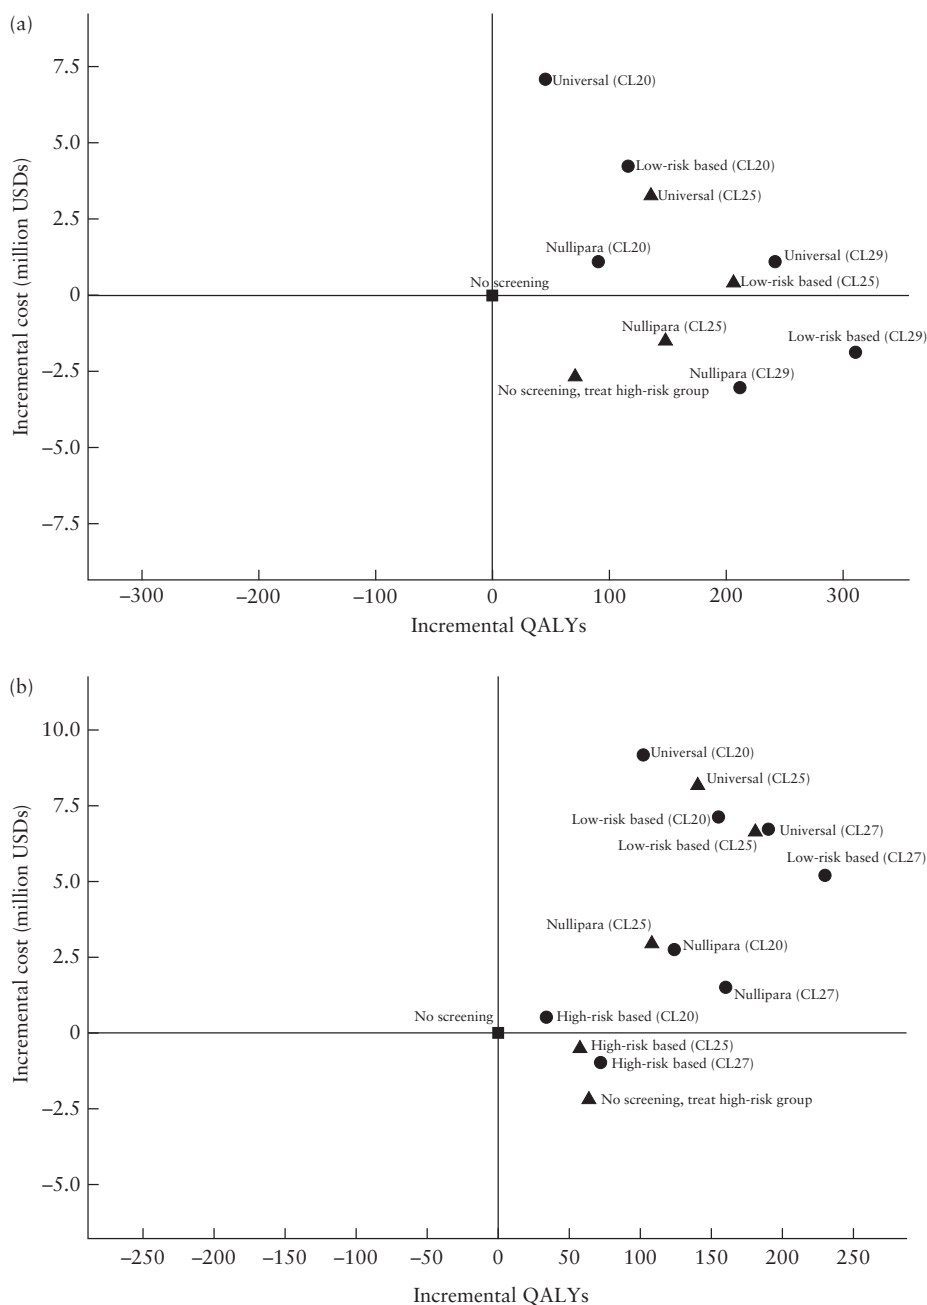 (a)
7.5
Universal (CL20)
5.0
Low-risk based (CL20)
Universal (CL25)
2.5
Nullipara (CL20)
Universal (CL29)
No screening
Low-risk based (CL25)
0
Nullipara (CL25)
Low-risk based (CL29)
–2.5
Nullipara (CL29)
No screening, treat high-risk group
–5.0
–7.5
Incremental cost (million USDs)
–300 –200 –100 0 100 200 300
Incremental QALYs
(b)
10.0
Universal (CL20)
Universal (CL25)
7.5
Low-risk based (CL20)
Universal (CL27)
Low-risk based (CL25)
Low-risk based (CL27)
5.0
Nullipara (CL25)
Nullipara (CL20)
2.5
Nullipara (CL27)
No screening
High-risk based (CL20)
0
High-risk based (CL25)
High-risk based (CL27)
No screening, treat high-risk group
–2.5
–5.0
Incremental cost (million USDs)
–250 –200 –150 –100 –50 0 50 100 150 200 250
Incremental QALYs